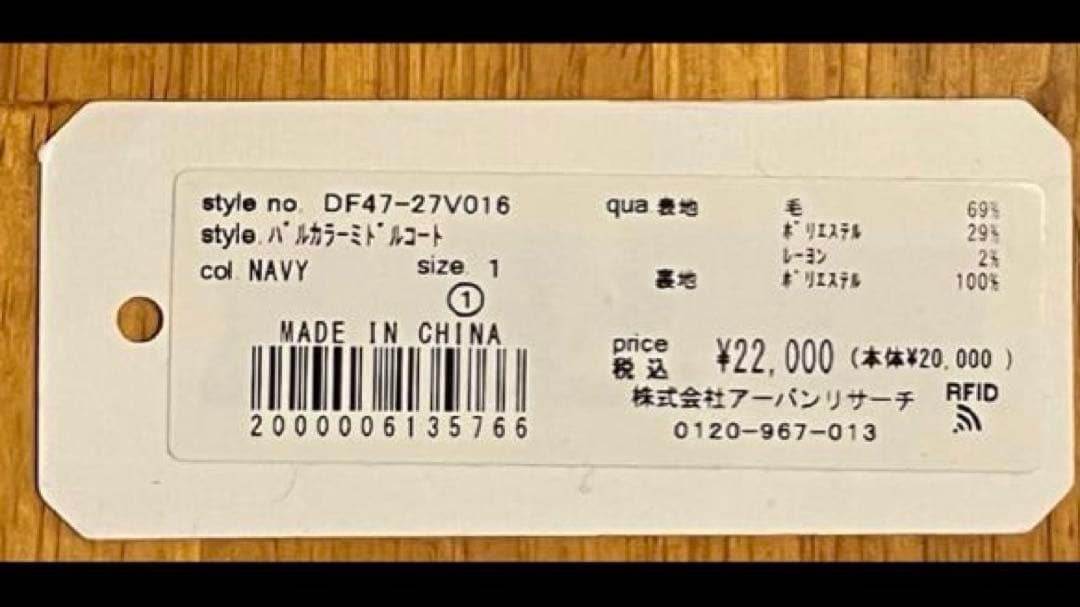 style no. DF47-27V016
style. ﾊﾞﾙｶﾗｰﾐﾄﾞﾙｺｰﾄ
col. NAVY size. 1
①
MADE IN CHINA
2000006135766
qua.表地 毛 69%
ﾎﾟﾘｴｽﾃﾙ 29%
ﾚｰﾖﾝ 2%
裏地 ﾎﾟﾘｴｽﾃﾙ 100%
price
税込 ¥22,000 (本体¥20,000 )
株式会社アーバンリサーチ
0120-967-013
RFID